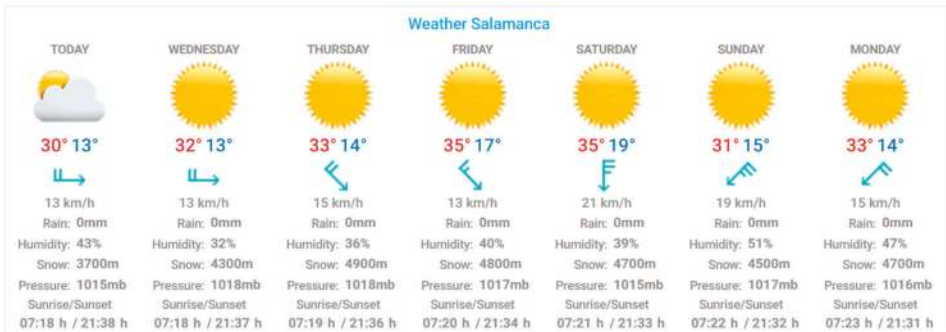 Weather Salamanca
TODAY WEDNESDAY THURSDAY FRIDAY SATURDAY SUNDAY MONDAY
30° 13° 32° 13° 33° 14° 35° 17° 35° 19° 31° 15° 33° 14°
13 km/h 13 km/h 15 km/h 13 km/h 21 km/h 19 km/h 15 km/h
Rain: 0mm Rain: 0mm Rain: 0mm Rain: 0mm Rain: 0mm Rain: 0mm Rain: 0mm
Humidity: 43% Humidity: 32% Humidity: 36% Humidity: 40% Humidity: 39% Humidity: 51% Humidity: 47%
Snow: 3700m Snow: 4300m Snow: 4900m Snow: 4800m Snow: 4700m Snow: 4500m Snow: 4700m
Pressure: 1015mb Pressure: 1018mb Pressure: 1018mb Pressure: 1017mb Pressure: 1015mb Pressure: 1017mb Pressure: 1016mb
Sunrise/Sunset Sunrise/Sunset Sunrise/Sunset Sunrise/Sunset Sunrise/Sunset Sunrise/Sunset Sunrise/Sunset
07:18 h / 21:38 h 07:18 h / 21:37 h 07:19 h / 21:36 h 07:20 h / 21:34 h 07:21 h / 21:33 h 07:22 h / 21:32 h 07:23 h / 21:31 h